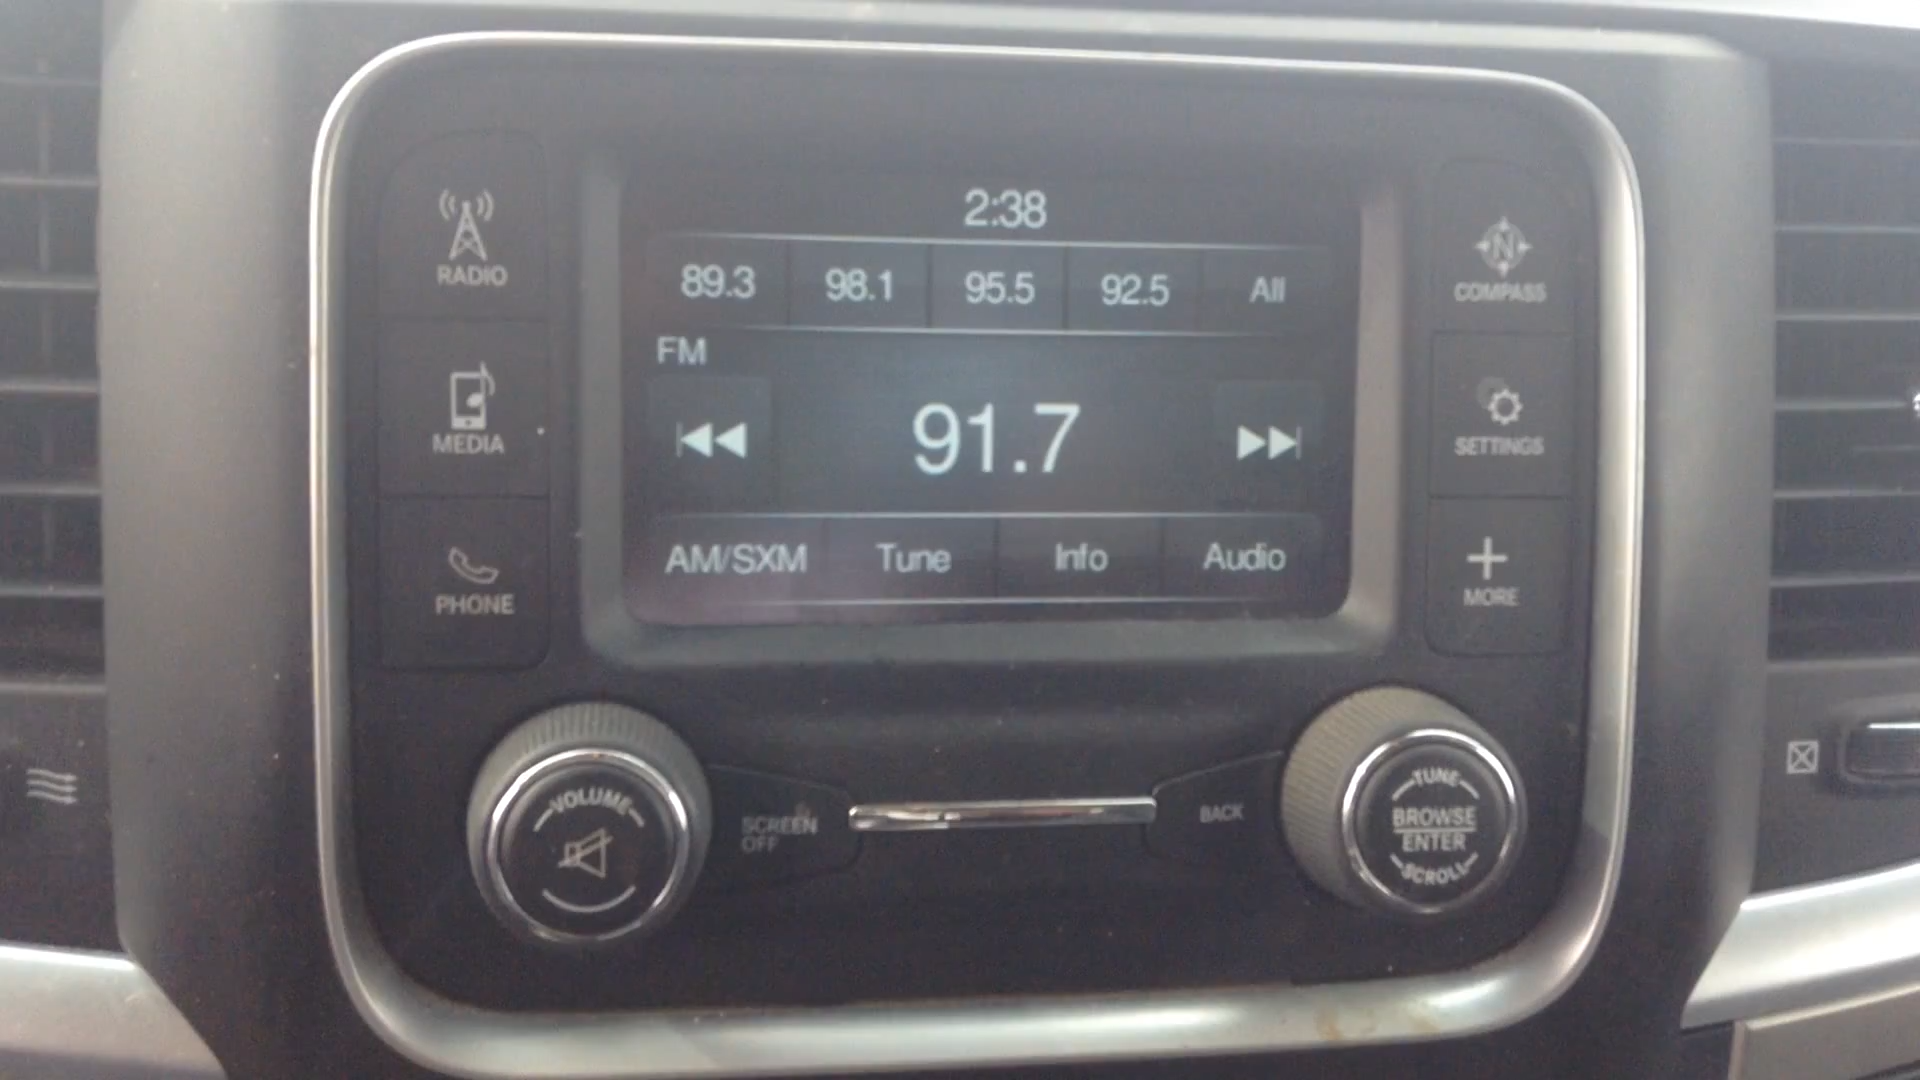 2:38
RADIO
89.3 98.1 95.5 92.5 All
COMPASS
FM
91.7
MEDIA
SETTINGS
AM/SXM Tune Info Audio
PHONE
MORE
VOLUME
SCREEN
OFF
BACK
TUNE
BROWSE
ENTER
SCROLL